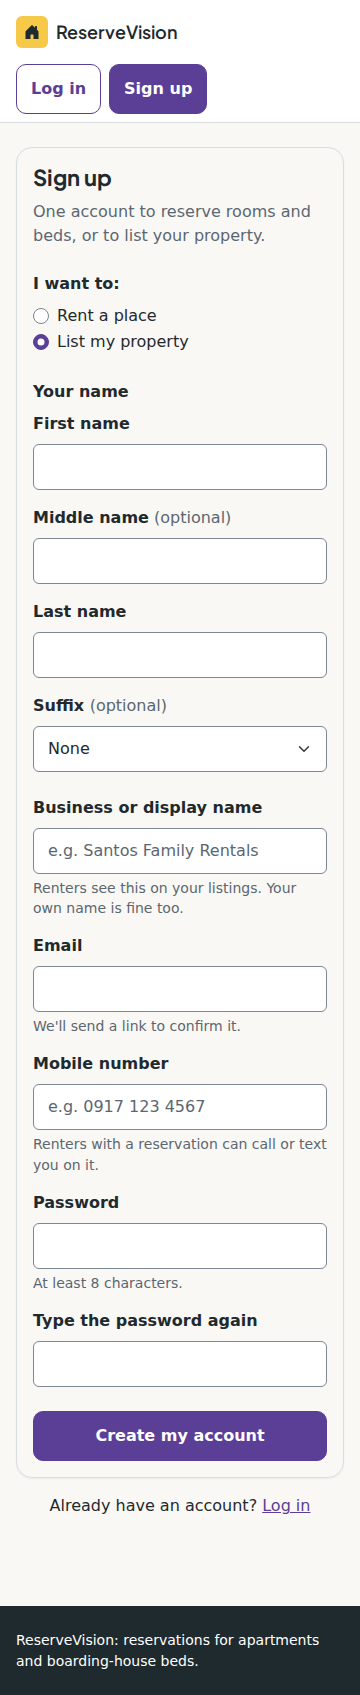 ReserveVision
Log in
Sign up
Sign up
One account to reserve rooms and
beds, or to list your property.
I want to:
Rent a place
List my property
Your name
First name
Middle name (optional)
Last name
Suffix (optional)
None
Business or display name
e.g. Santos Family Rentals
Renters see this on your listings. Your
own name is fine too.
Email
We'll send a link to confirm it.
Mobile number
e.g. 0917 123 4567
Renters with a reservation can call or text
you on it.
Password
At least 8 characters.
Type the password again
Create my account
Already have an account? Log in
ReserveVision: reservations for apartments
and boarding-house beds.